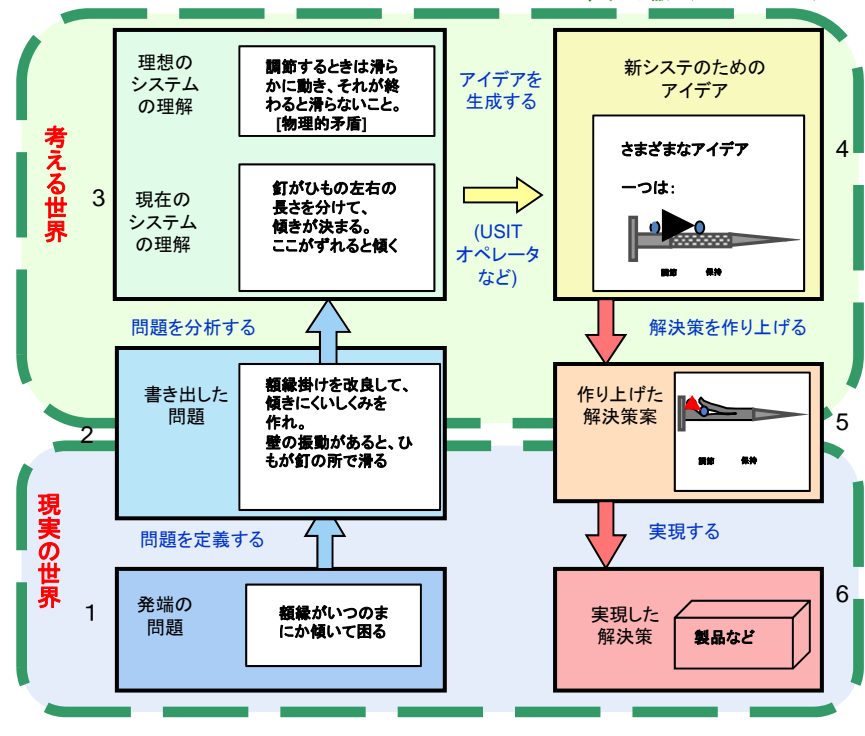 理想の
システム
の理解
調節するときは滑ら
かに動き、それが終
わると滑らないこと。
[物理的矛盾]
アイデアを
生成する
新システのための
アイデア
さまざまなアイデア
一つは：
調節 保持
4
考える世界
3
現在の
システム
の理解
釘がひもの左右の
長さを分けて、
傾きが決まる。
ここがずれると傾く
(USIT
オペレータ
など)
問題を分析する
解決策を作り上げる
書き出した
問題
額縁掛けを改良して、
傾きにくいしくみを
作れ。
壁の振動があると、ひ
もが釘の所で滑る
作り上げた
解決策案
調節 保持
5
2
現実の世界
問題を定義する
実現する
1
発端の
問題
額縁がいつのま
にか傾いて困る
実現した
解決策
製品など
6